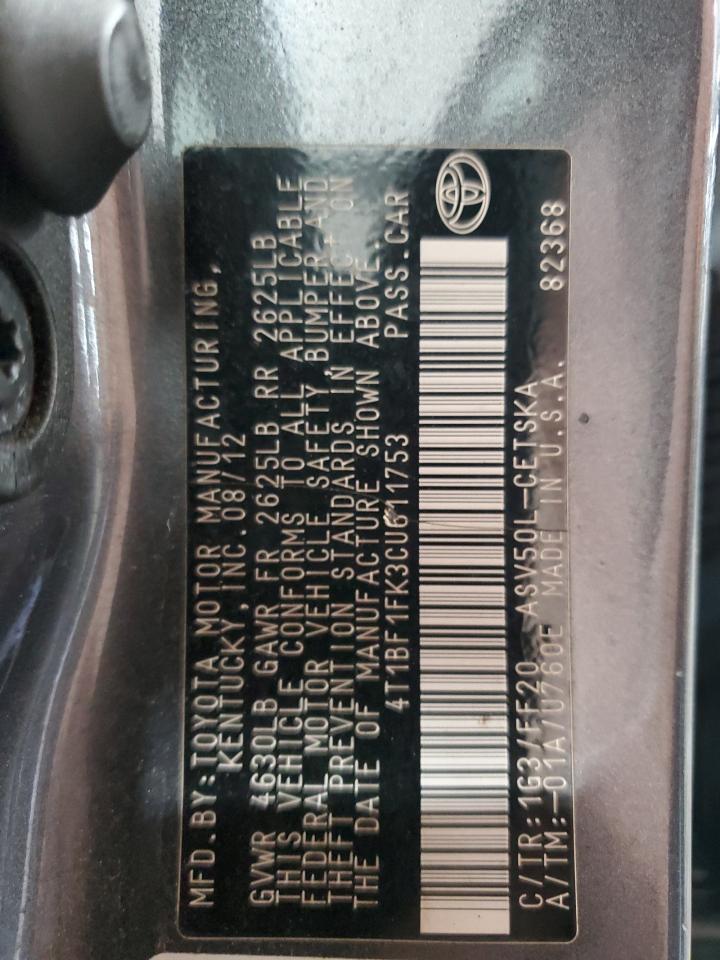 MFD.BY:TOYOTA MOTOR MANUFACTURING,
KENTUCKY, INC. 08/12
GVWR 4630LB GAWR FR 2625LB RR 2625LB
THIS VEHICLE CONFORMS TO ALL APPLICABLE
FEDERAL MOTOR VEHICLE SAFETY, BUMPER, AND
THEFT PREVENTION STANDARDS IN EFFECT ON
THE DATE OF MANUFACTURE SHOWN ABOVE.
4T1BF1FK3CU611753 PASS.CAR
C/TR:1G3/FF20 ASV50L-CETSKA
A/TM:-01A/U760E MADE IN U.S.A. 82368